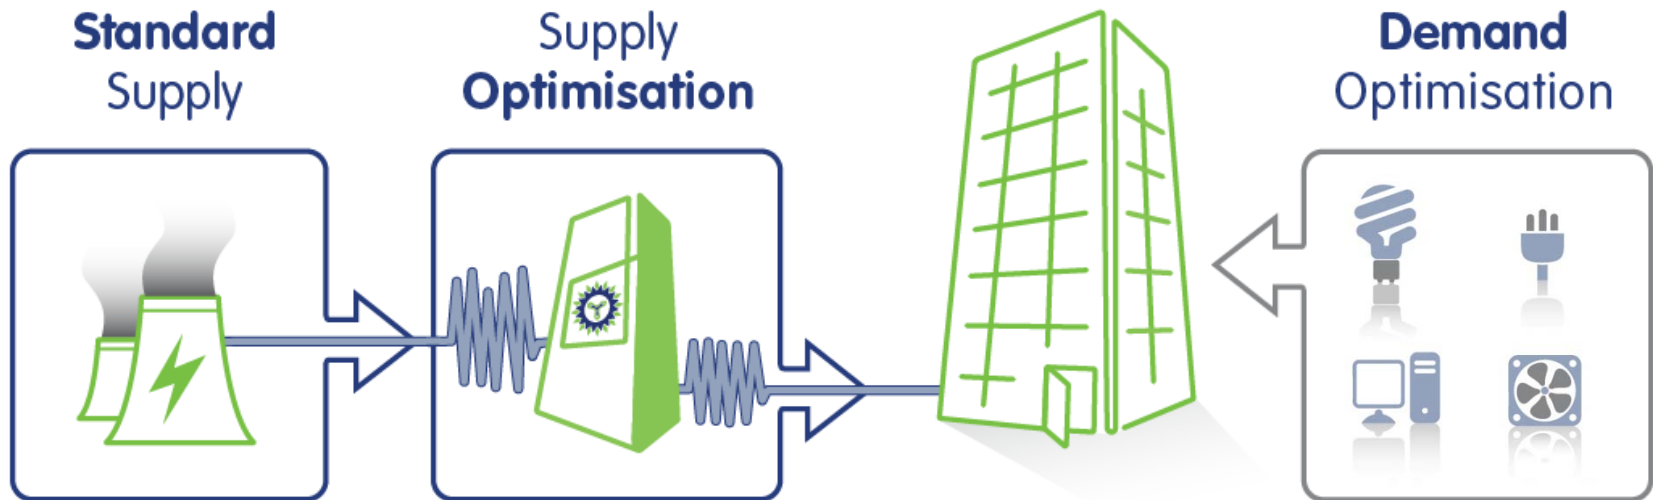 Standard
Supply
Supply
Optimisation
Demand
Optimisation